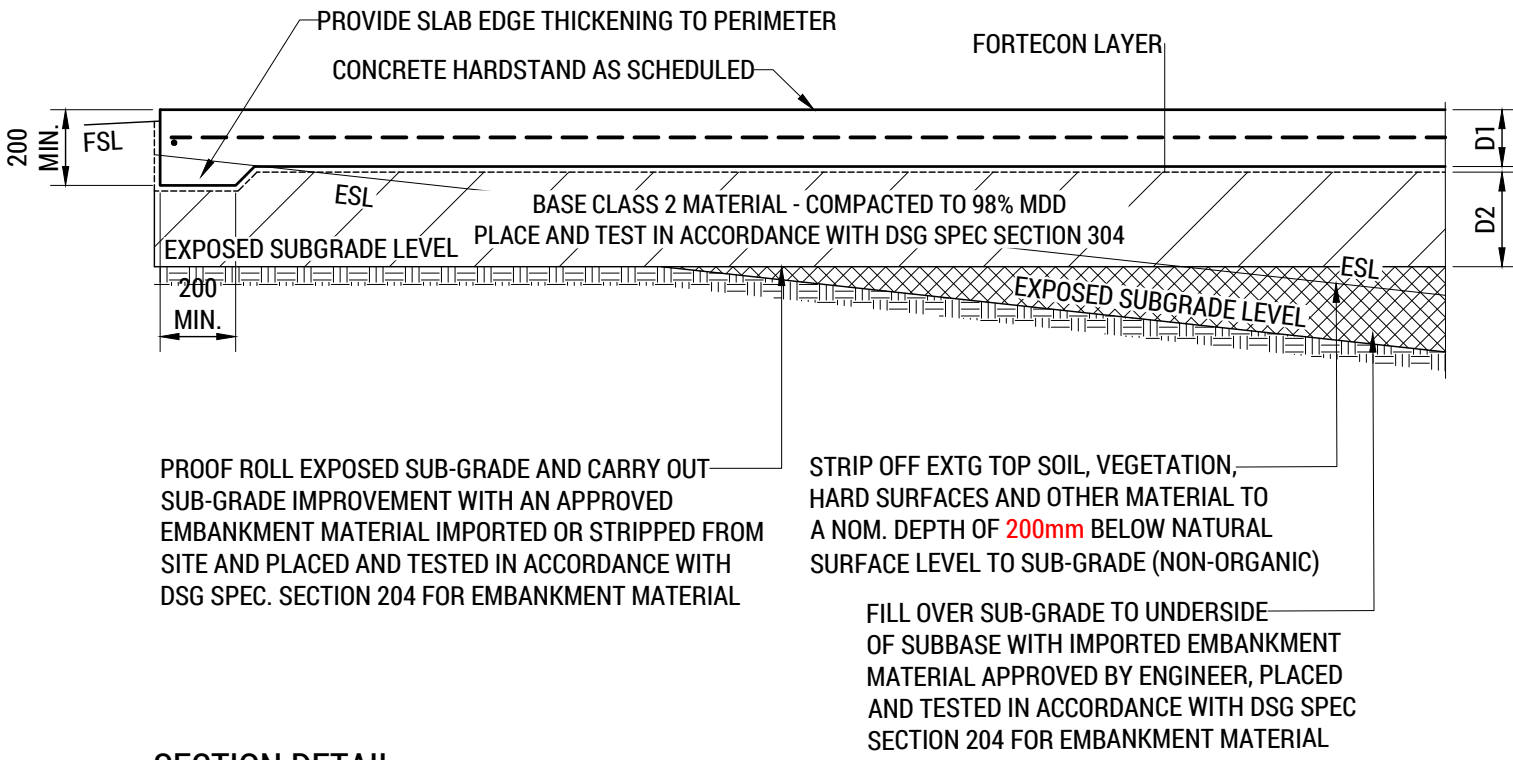 PROVIDE SLAB EDGE THICKENING TO PERIMETER
FORTECON LAYER
CONCRETE HARDSTAND AS SCHEDULED
200
MIN.
FSL
D1
ESL
BASE CLASS 2 MATERIAL - COMPACTED TO 98% MDD
PLACE AND TEST IN ACCORDANCE WITH DSG SPEC SECTION 304
D2
EXPOSED SUBGRADE LEVEL
ESL
EXPOSED SUBGRADE LEVEL
200
MIN.
PROOF ROLL EXPOSED SUB-GRADE AND CARRY OUT
SUB-GRADE IMPROVEMENT WITH AN APPROVED
EMBANKMENT MATERIAL IMPORTED OR STRIPPED FROM
SITE AND PLACED AND TESTED IN ACCORDANCE WITH
DSG SPEC. SECTION 204 FOR EMBANKMENT MATERIAL
STRIP OFF EXTG TOP SOIL, VEGETATION,
HARD SURFACES AND OTHER MATERIAL TO
A NOM. DEPTH OF 200mm BELOW NATURAL
SURFACE LEVEL TO SUB-GRADE (NON-ORGANIC)
FILL OVER SUB-GRADE TO UNDERSIDE
OF SUBBASE WITH IMPORTED EMBANKMENT
MATERIAL APPROVED BY ENGINEER, PLACED
AND TESTED IN ACCORDANCE WITH DSG SPEC
SECTION 204 FOR EMBANKMENT MATERIAL
SECTION DETAIL